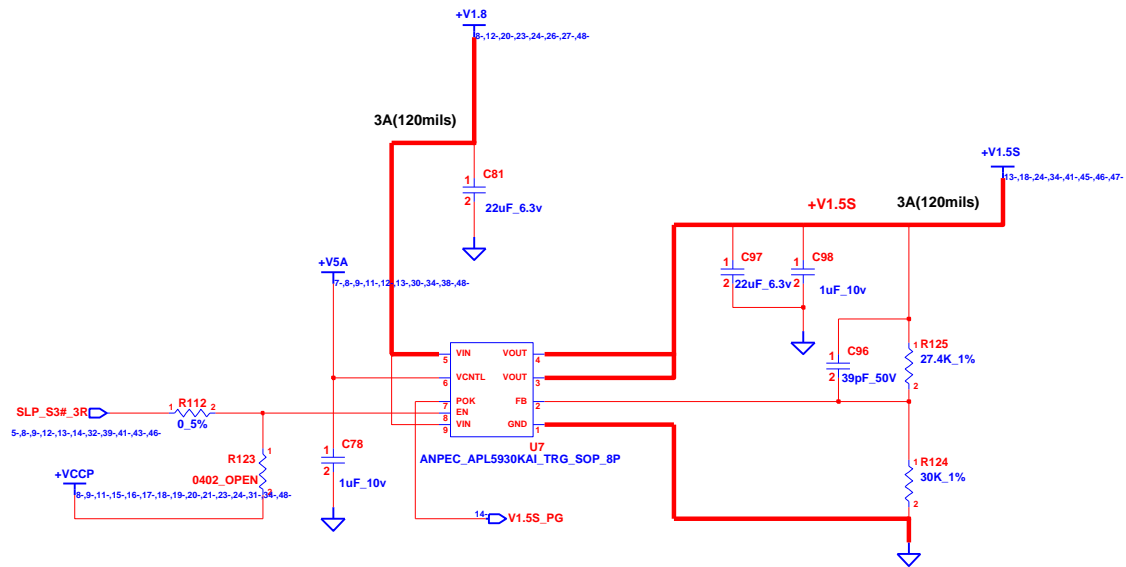 +V1.8
8-,12-,20-,23-,24-,26-,27-,48-
3A(120mils)
1
C81
2
22uF_6.3v
+V1.5S
13-,18-,24-,34-,41-,45-,46-,47-
+V1.5S
3A(120mils)
+V5A
7-,8-,9-,11-,12-,13-,30-,34-,38-,48-
1
C97
2
22uF_6.3v
1
C98
2
1uF_10v
VIN
VOUT
5
4
VCNTL
VOUT
6
3
POK
FB
7
2
EN
8
VIN
GND
9
1
U7
ANPEC_APL5930KAI_TRG_SOP_8P
1
C96
2
39pF_50V
1
R125
27.4K_1%
2
SLP_S3#_3R
1
R112
2
0_5%
5-,8-,9-,12-,13-,14-,32-,39-,41-,43-,46-
R123
1
0402_OPEN
2
+VCCP
8-,9-,11-,15-,16-,17-,18-,19-,20-,21-,23-,24-,31-,34-,48-
1
C78
2
1uF_10v
1
R124
30K_1%
2
14-
V1.5S_PG